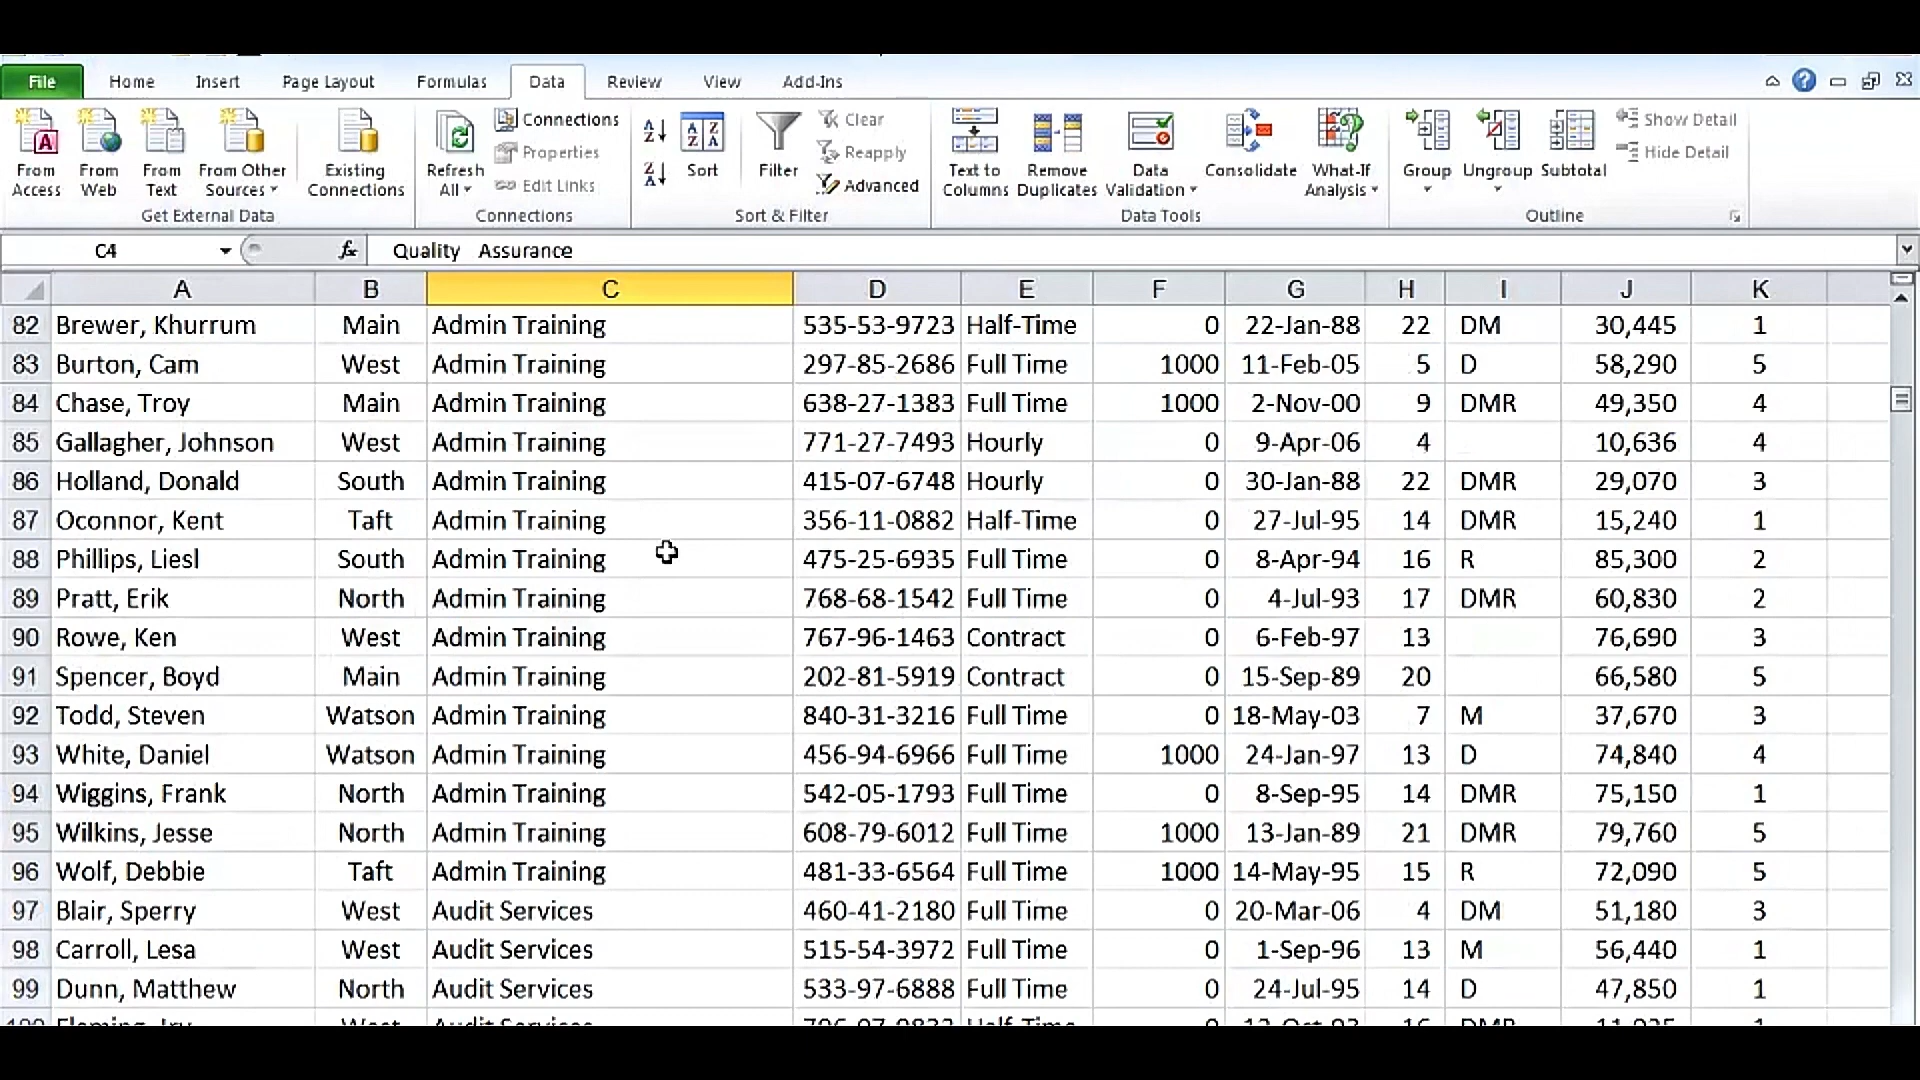 File Home Insert Page Layout Formulas Data Review View Add-Ins
From Access From Web From Text From Other Sources Existing Connections Refresh All Connections Properties Edit Links Sort Filter Clear Reapply Advanced Text to Columns Remove Duplicates Data Validation Consolidate What-If Analysis Group Ungroup Subtotal Show Detail Hide Detail
Get External Data Connections Sort & Filter Data Tools Outline
C4 fx Quality Assurance
A B C D E F G H I J K
82 Brewer, Khurrum Main Admin Training 535-53-9723 Half-Time 0 22-Jan-88 22 DM 30,445 1
83 Burton, Cam West Admin Training 297-85-2686 Full Time 1000 11-Feb-05 5 D 58,290 5
84 Chase, Troy Main Admin Training 638-27-1383 Full Time 1000 2-Nov-00 9 DMR 49,350 4
85 Gallagher, Johnson West Admin Training 771-27-7493 Hourly 0 9-Apr-06 4 10,636 4
86 Holland, Donald South Admin Training 415-07-6748 Hourly 0 30-Jan-88 22 DMR 29,070 3
87 Oconnor, Kent Taft Admin Training 356-11-0882 Half-Time 0 27-Jul-95 14 DMR 15,240 1
88 Phillips, Liesl South Admin Training 475-25-6935 Full Time 0 8-Apr-94 16 R 85,300 2
89 Pratt, Erik North Admin Training 768-68-1542 Full Time 0 4-Jul-93 17 DMR 60,830 2
90 Rowe, Ken West Admin Training 767-96-1463 Contract 0 6-Feb-97 13 76,690 3
91 Spencer, Boyd Main Admin Training 202-81-5919 Contract 0 15-Sep-89 20 66,580 5
92 Todd, Steven Watson Admin Training 840-31-3216 Full Time 0 18-May-03 7 M 37,670 3
93 White, Daniel Watson Admin Training 456-94-6966 Full Time 1000 24-Jan-97 13 D 74,840 4
94 Wiggins, Frank North Admin Training 542-05-1793 Full Time 0 8-Sep-95 14 DMR 75,150 1
95 Wilkins, Jesse North Admin Training 608-79-6012 Full Time 1000 13-Jan-89 21 DMR 79,760 5
96 Wolf, Debbie Taft Admin Training 481-33-6564 Full Time 1000 14-May-95 15 R 72,090 5
97 Blair, Sperry West Audit Services 460-41-2180 Full Time 0 20-Mar-06 4 DM 51,180 3
98 Carroll, Lesa West Audit Services 515-54-3972 Full Time 0 1-Sep-96 13 M 56,440 1
99 Dunn, Matthew North Audit Services 533-97-6888 Full Time 0 24-Jul-95 14 D 47,850 1